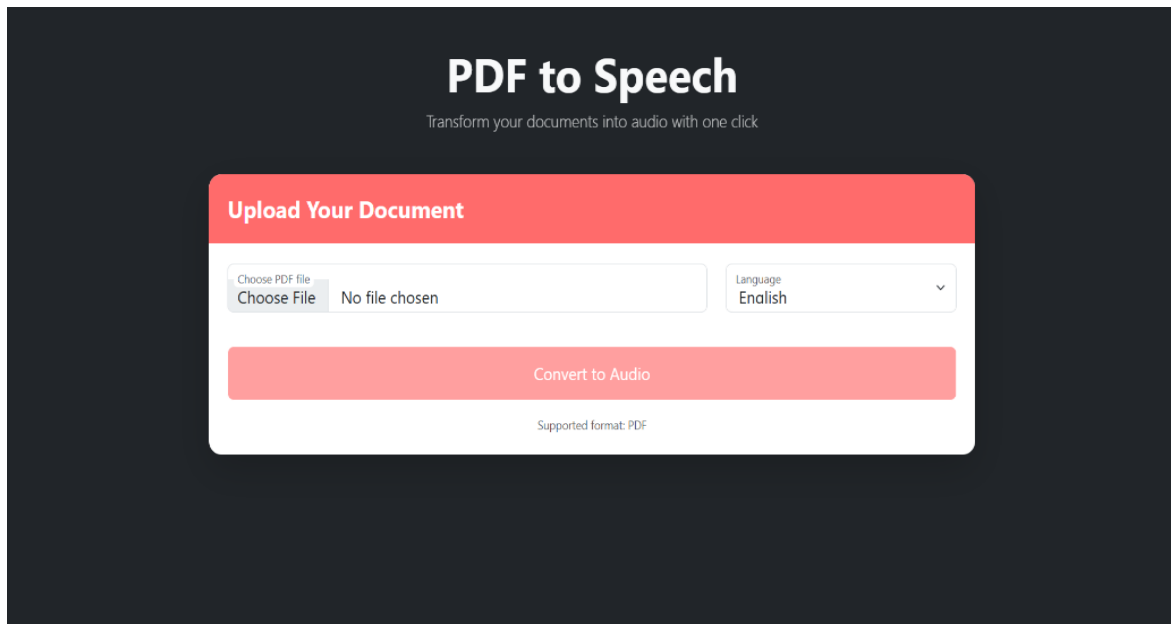 PDF to Speech
Transform your documents into audio with one click
Upload Your Document
Choose PDF file
Choose File No file chosen
Language
English
Convert to Audio
Supported format: PDF